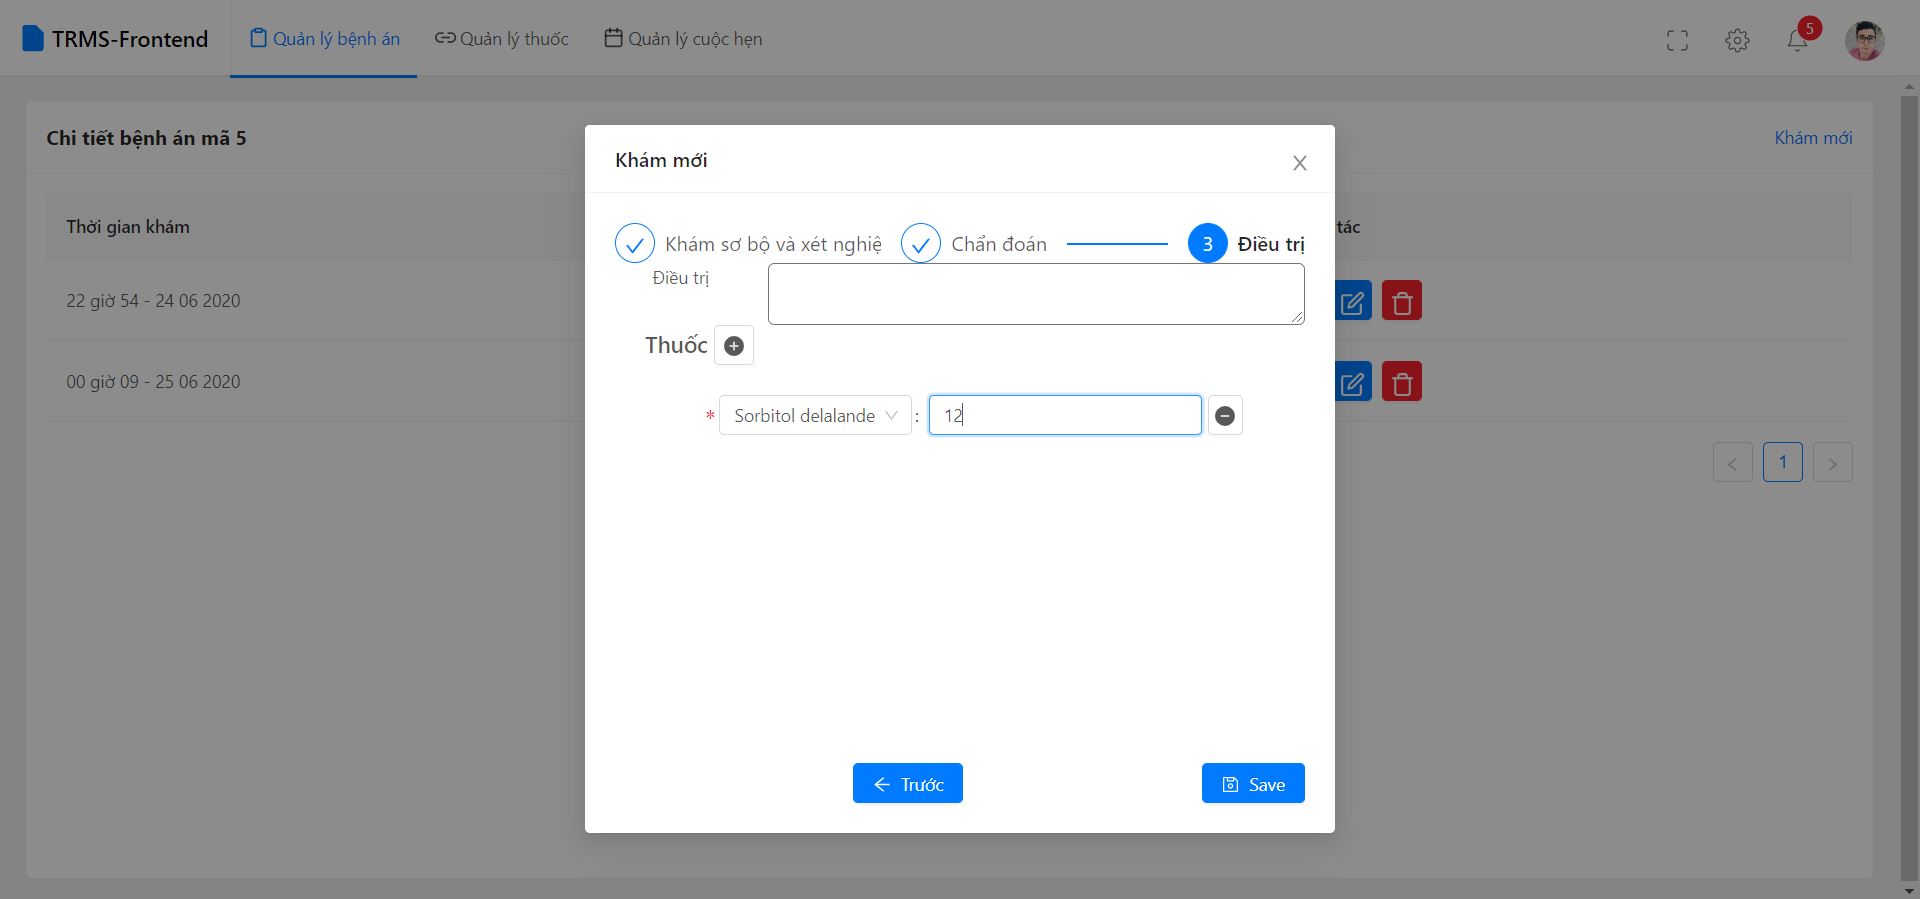 TRMS-Frontend
Quản lý bệnh án
Quản lý thuốc
Quản lý cuộc hẹn
5
Chi tiết bệnh án mã 5
Khám mới
Khám mới
Thời gian khám
tác
Khám sơ bộ và xét nghiệ
Chẩn đoán
3
Điều trị
Điều trị
22 giờ 54 - 24 06 2020
Thuốc
00 giờ 09 - 25 06 2020
* Sorbitol delalande : 12
< 1 >
Trước
Save